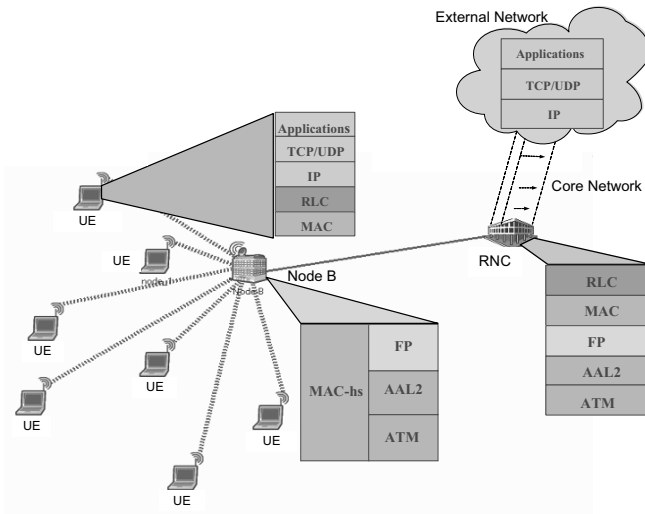 External Network
Applications
TCP/UDP
IP
Core Network
RNC
Applications
TCP/UDP
IP
RLC
MAC
UE
UE
Node B
Node B
UE
UE
UE
UE
UE
MAC-hs
FP
AAL2
ATM
RLC
MAC
FP
AAL2
ATM